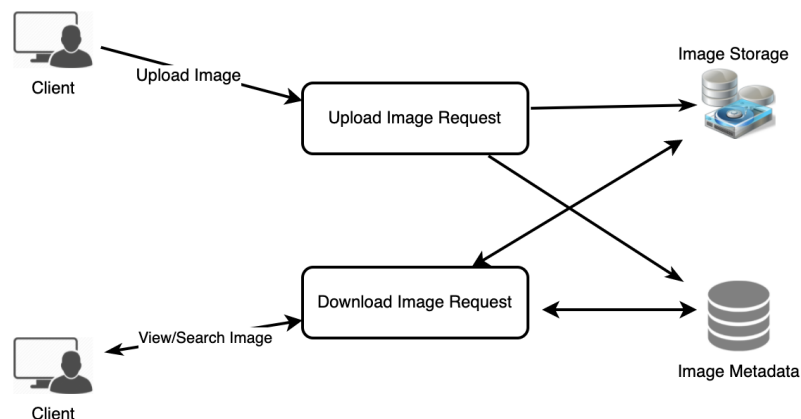 Client
Upload Image
Upload Image Request
Image Storage
Download Image Request
View/Search Image
Image Metadata
Client